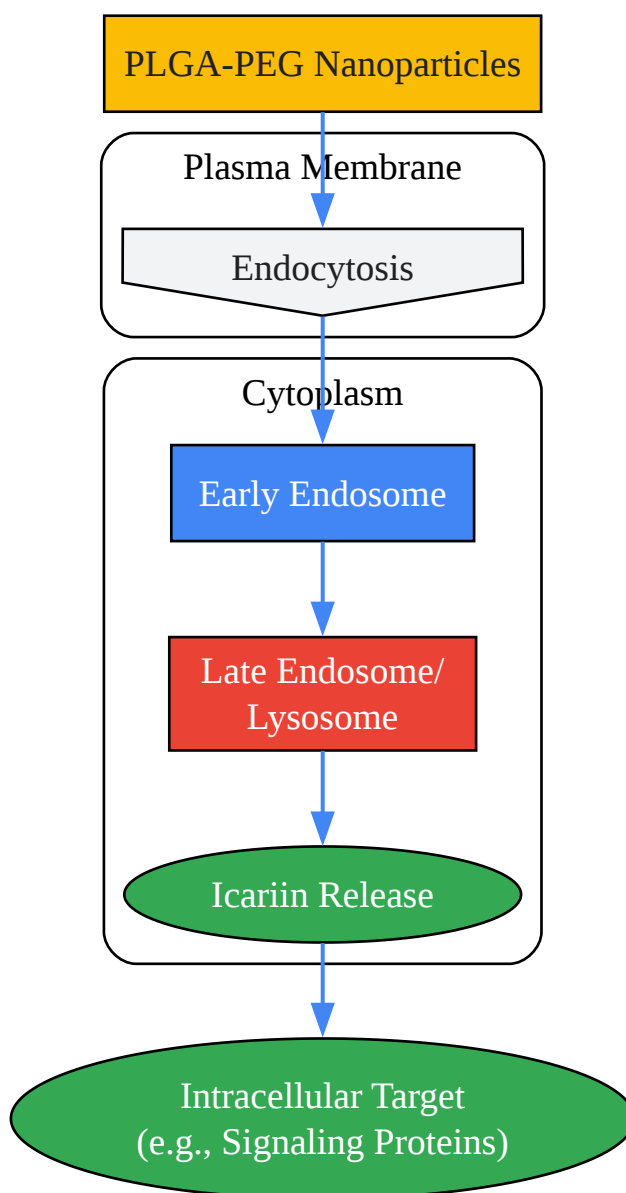 PLGA-PEG Nanoparticles
Plasma Membrane
Endocytosis
Cytoplasm
Early Endosome
Late Endosome/
Lysosome
Icariin Release
Intracellular Target
(e.g., Signaling Proteins)